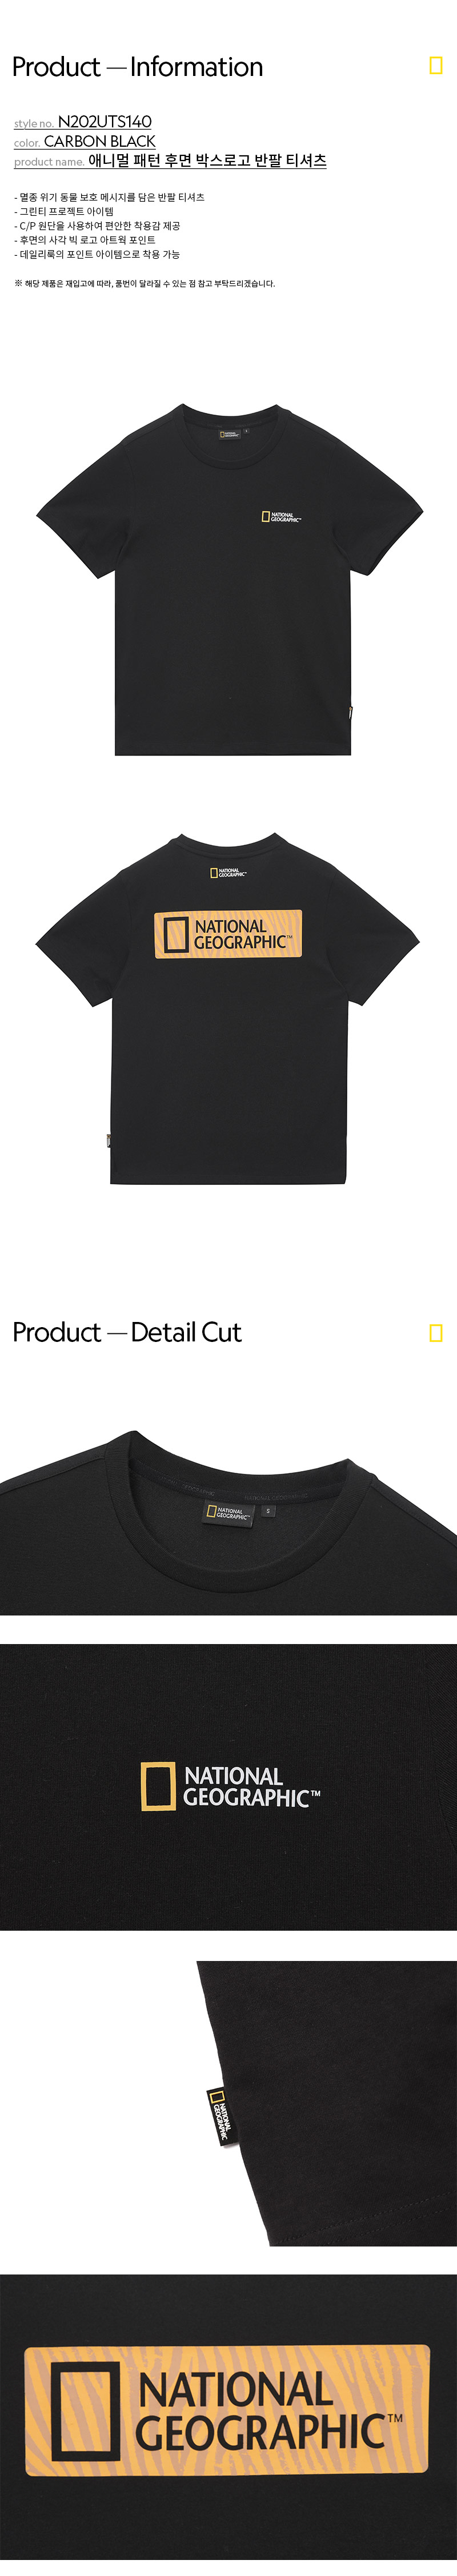 Product — Information
style no. N202UTS140
color. CARBON BLACK
product name. 애니멀 패턴 후면 박스로고 반팔 티셔츠
- 멸종 위기 동물 보호 메시지를 담은 반팔 티셔츠
- 그린티 프로젝트 아이템
- C/P 원단을 사용하여 편안한 착용감 제공
- 후면의 사각 빅 로고 아트웍 포인트
- 데일리룩의 포인트 아이템으로 착용 가능
※ 해당 제품은 재입고에 따라, 품번이 달라질 수 있는 점 참고 부탁드리겠습니다.
NATIONAL
GEOGRAPHIC
NATIONAL
GEOGRAPHIC™
NATIONAL
GEOGRAPHIC™
NATIONAL
GEOGRAPHIC™
Product — Detail Cut
NATIONAL
GEOGRAPHIC™
S
NATIONAL
GEOGRAPHIC™
NATIONAL
GEOGRAPHIC
NATIONAL
GEOGRAPHIC™